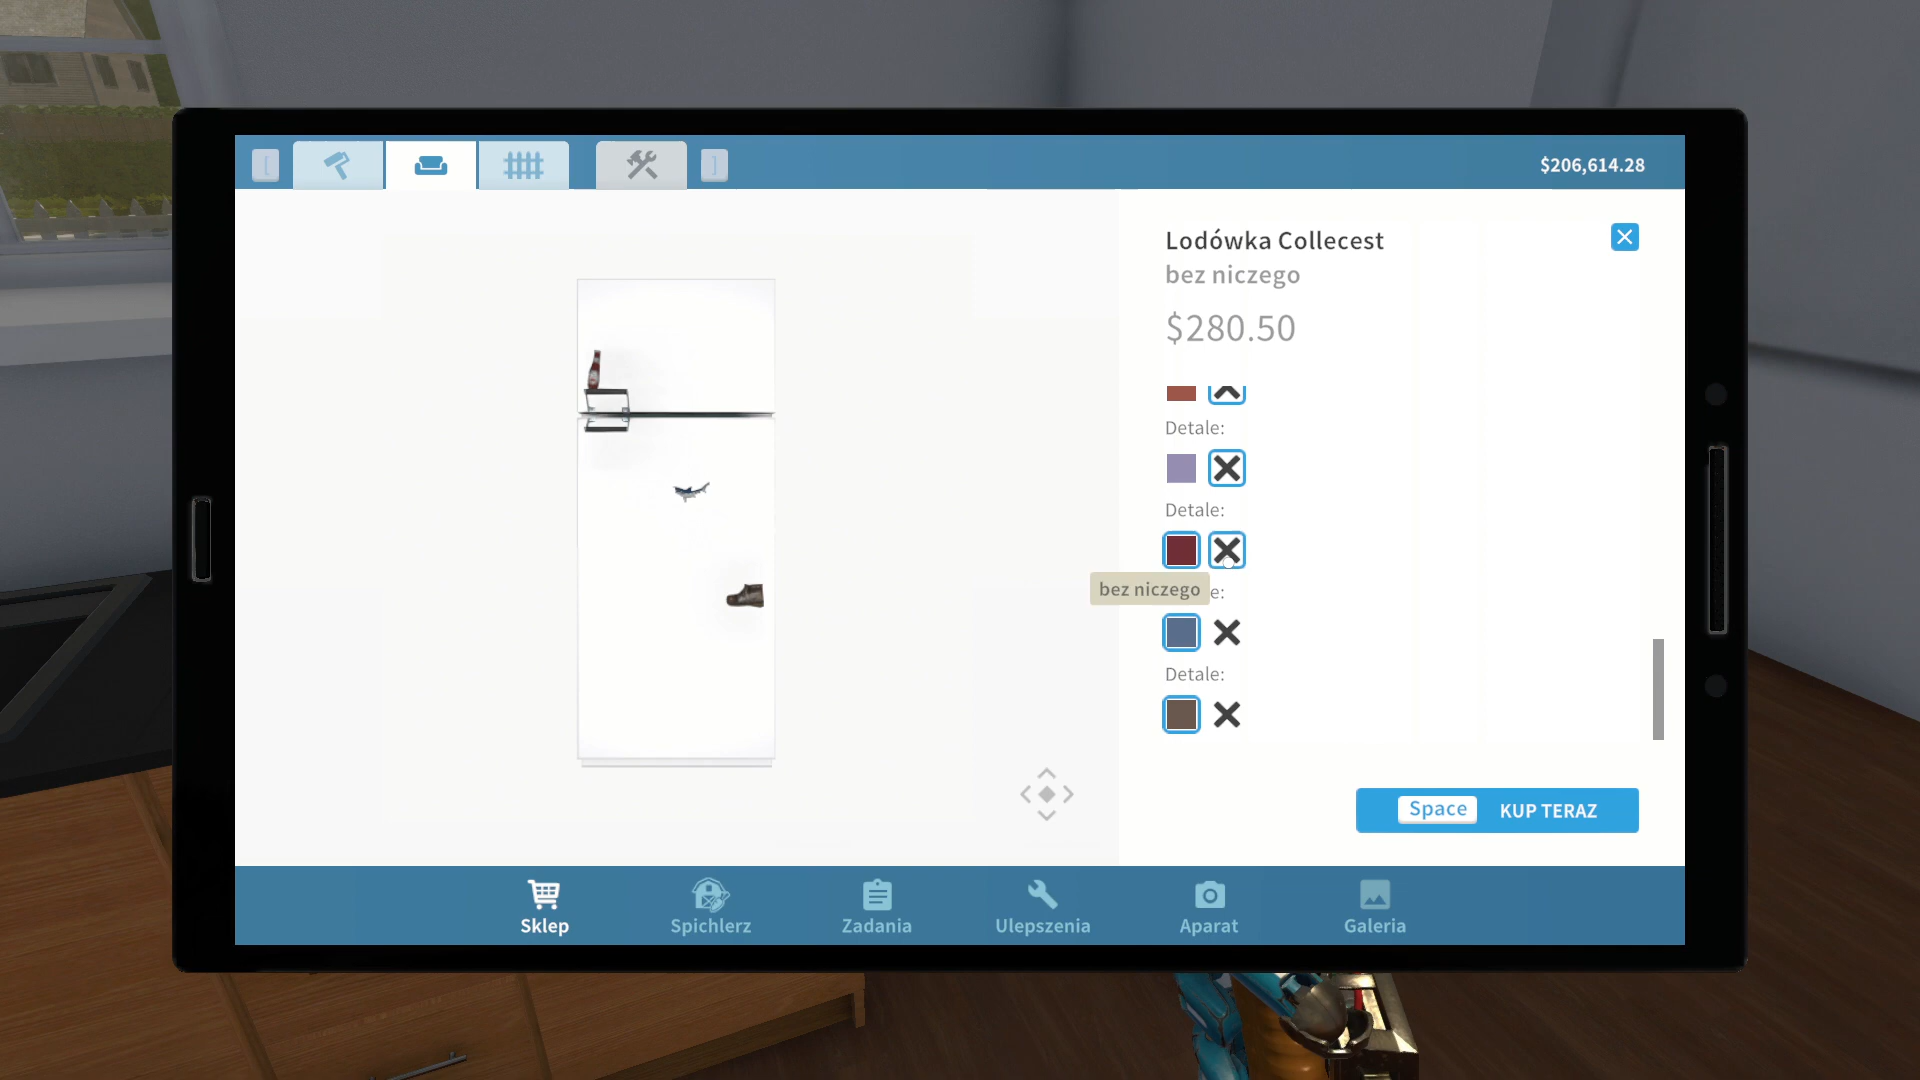 [
]
$206,614.28
Lodówka Collecest
bez niczego
$280.50
Detale:
Detale:
bez niczego
e:
Detale:
Space KUP TERAZ
Sklep
Spichlerz
Zadania
Ulepszenia
Aparat
Galeria